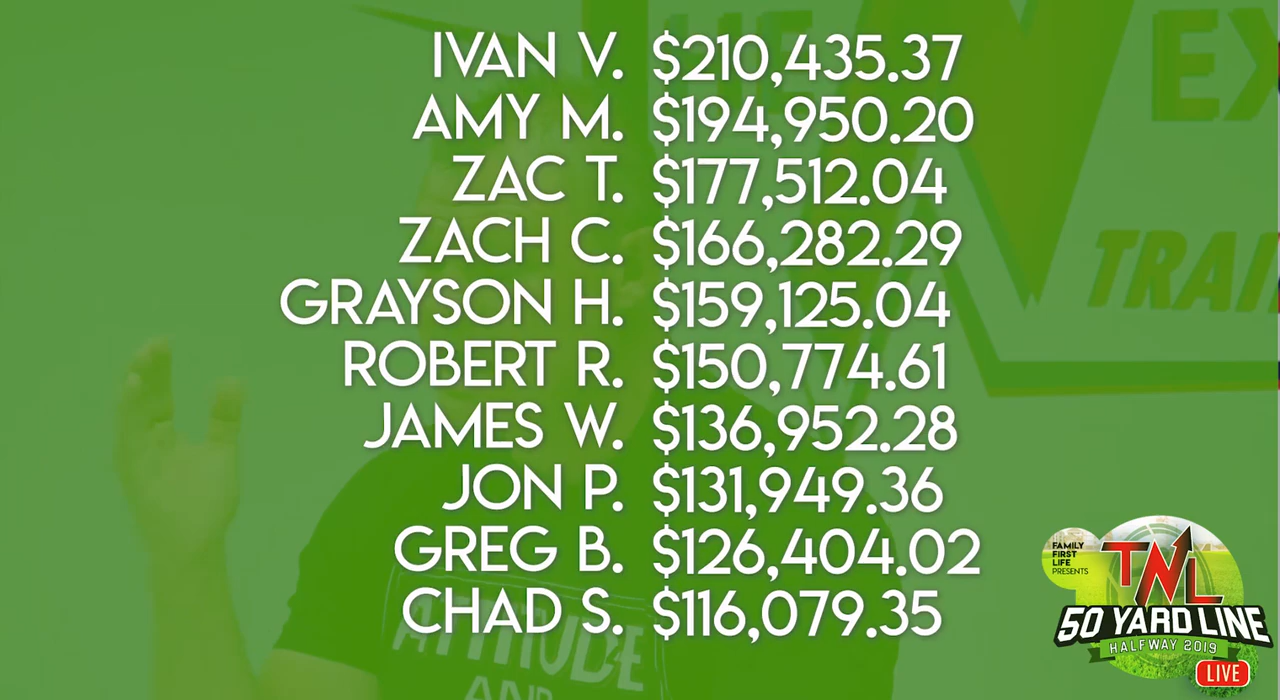 IVAN V. $210,435.37
AMY M. $194,950.20
ZAC T. $177,512.04
ZACH C. $166,282.29
GRAYSON H. $159,125.04
ROBERT R. $150,774.61
JAMES W. $136,952.28
JON P. $131,949.36
GREG B. $126,404.02
CHAD S. $116,079.35
ATTITUDE
AND
FAMILY
FIRST
LIFE
PRESENTS
TNL
50 YARD LINE
HALFWAY 2019
LIVE